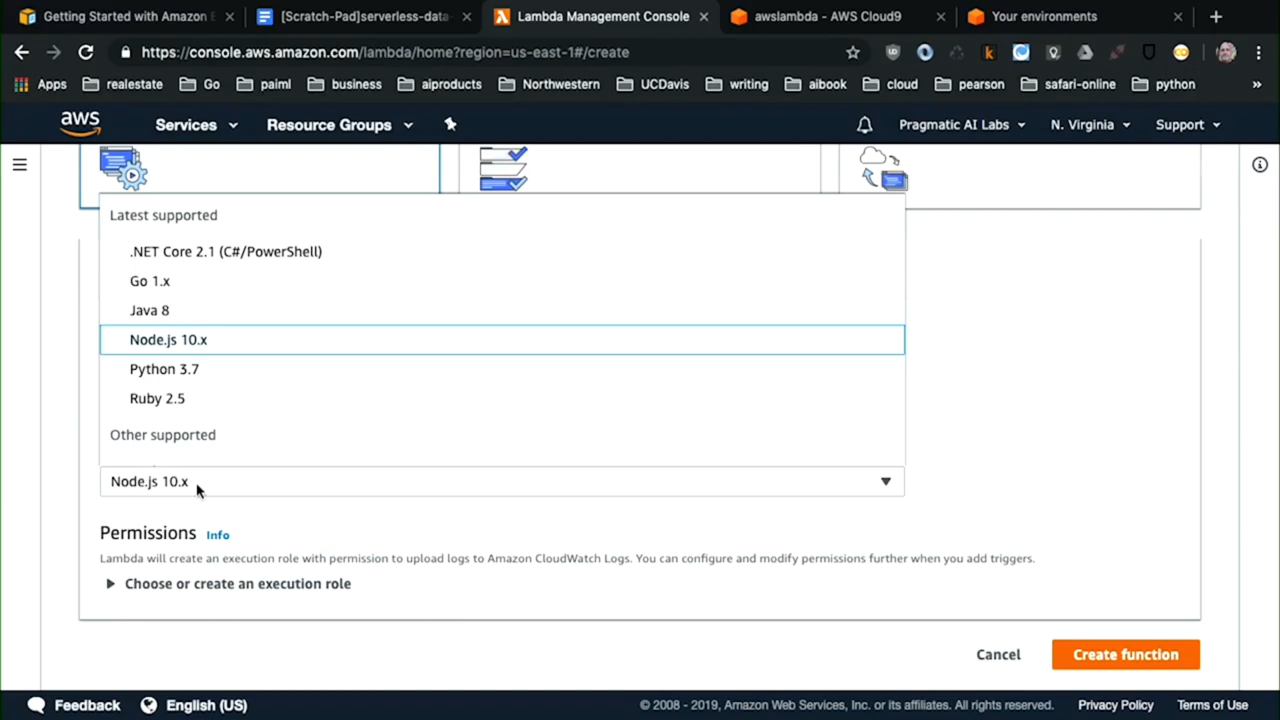 Getting Started with Amazon E
[Scratch-Pad]serverless-data-
Lambda Management Console
awslambda - AWS Cloud9
Your environments
https://console.aws.amazon.com/lambda/home?region=us-east-1#/create
Apps realestate Go paiml business aiproducts Northwestern UCDavis writing aibook cloud pearson safari-online python »
aws Services Resource Groups Pragmatic AI Labs N. Virginia Support
Latest supported
.NET Core 2.1 (C#/PowerShell)
Go 1.x
Java 8
Node.js 10.x
Python 3.7
Ruby 2.5
Other supported
Node.js 10.x
Permissions Info
Lambda will create an execution role with permission to upload logs to Amazon CloudWatch Logs. You can configure and modify permissions further when you add triggers.
Choose or create an execution role
Cancel Create function
Feedback English (US) © 2008 - 2019, Amazon Web Services, Inc. or its affiliates. All rights reserved. Privacy Policy Terms of Use